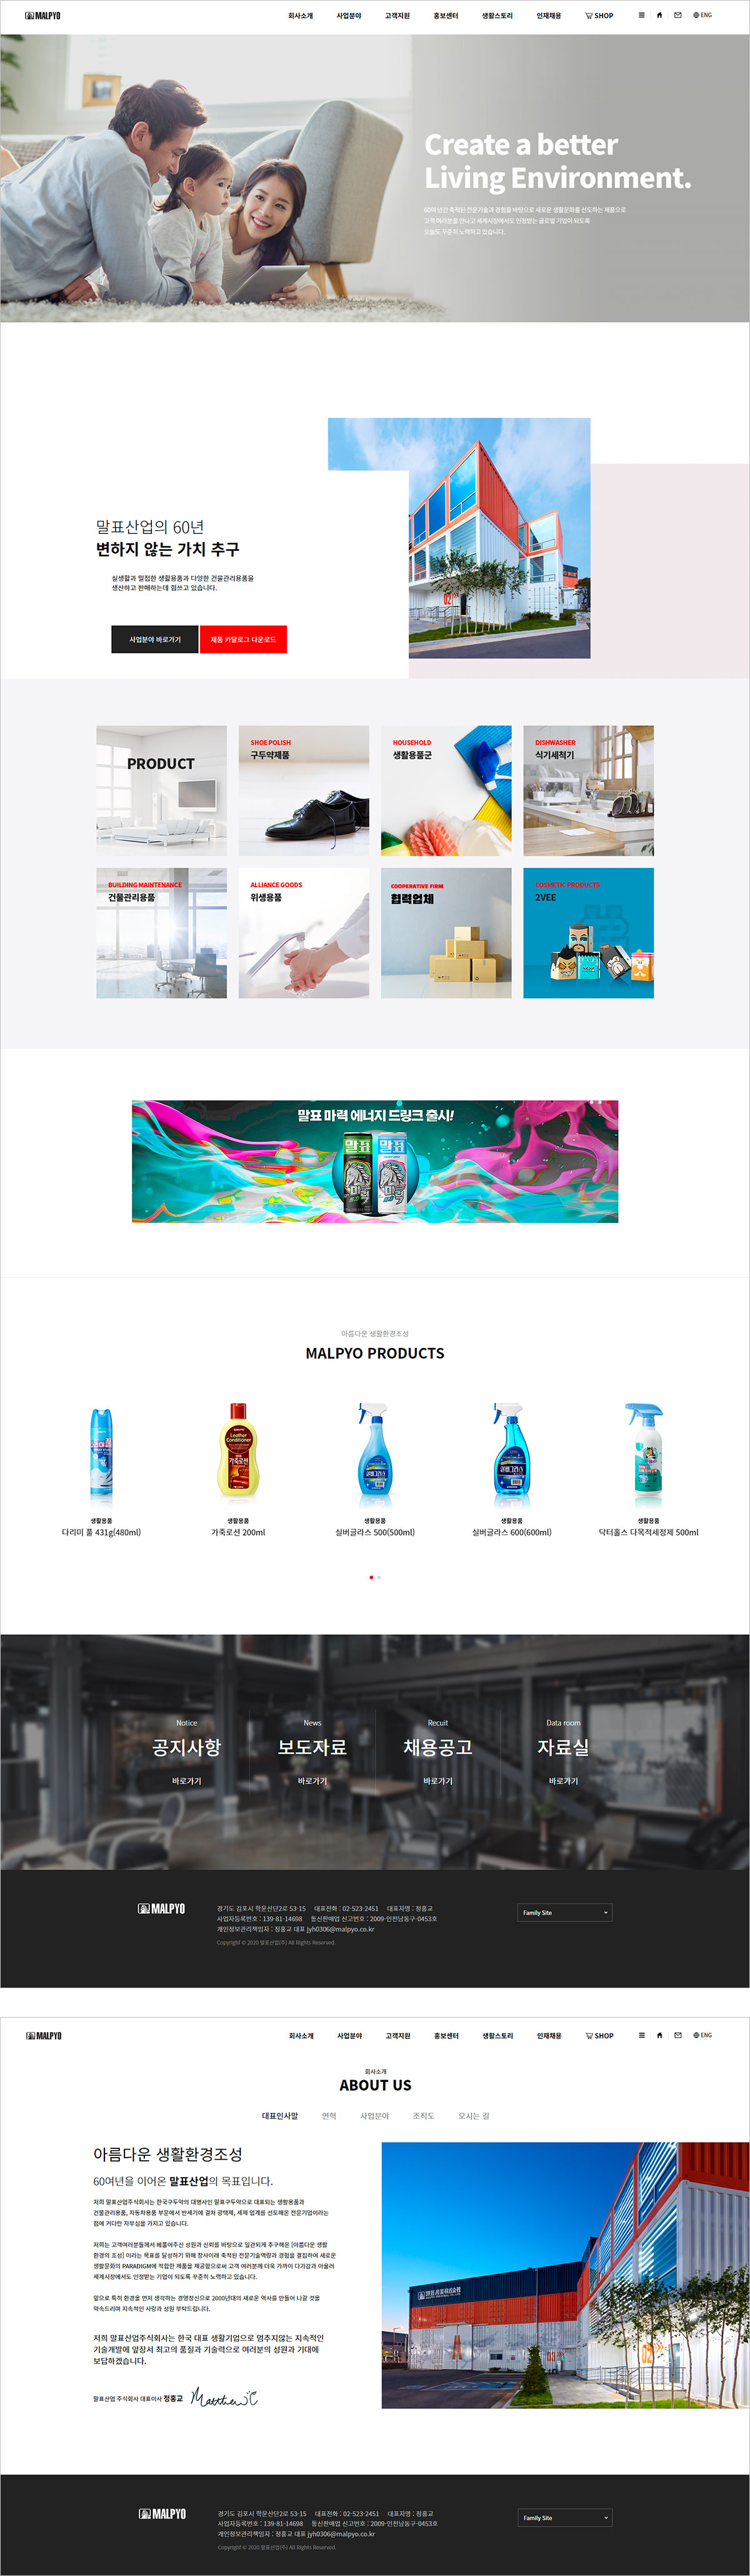 MALPYO
회사소개 사업분야 고객지원 홍보센터 생활스토리 인재채용 SHOP ENG
Create a better
Living Environment.
60여 년간 축적된 전문기술과 경험을 바탕으로 새로운 생활문화를 선도하는 제품으로
고객 여러분을 만나고 세계시장에서도 인정받는 글로벌 기업이 되도록
오늘도 꾸준히 노력하고 있습니다.
말표산업의 60년
변하지 않는 가치 추구
실생활과 밀접한 생활용품과 다양한 건물관리용품을
생산하고 판매하는데 힘쓰고 있습니다.
사업분야 바로가기 제품 카달로그 다운로드
PRODUCT
SHOE POLISH
구두약제품
HOUSEHOLD
생활용품군
DISHWASHER
식기세척기
BUILDING MAINTENANCE
건물관리용품
ALLIANCE GOODS
위생용품
COOPERATIVE FIRM
협력업체
COSMETIC PRODUCTS
2VEE
말표 마력 에너지 드링크 출시!
말표 말표
마력 마력
아름다운 생활환경조성
MALPYO PRODUCTS
Leather
Conditioner
가죽로션
생활용품 생활용품 생활용품 생활용품 생활용품
다리미 풀 431g(480ml) 가죽로션 200ml 실버글라스 500(500ml) 실버글라스 600(600ml) 닥터홀스 다목적세정제 500ml
Notice News Recuit Data room
공지사항 보도자료 채용공고 자료실
바로가기 바로가기 바로가기 바로가기
MALPYO
경기도 김포시 학운산단2로 53-15 대표전화 : 02-523-2451 대표자명 : 정홍교
사업자등록번호 : 139-81-14698 통신판매업 신고번호 : 2009-인천남동구-0453호
개인정보관리책임자 : 정홍교 대표 jyh0306@malpyo.co.kr
Copyright © 2020 말표산업(주) All Rights Reserved.
Family Site
MALPYO
회사소개 사업분야 고객지원 홍보센터 생활스토리 인재채용 SHOP ENG
회사소개
ABOUT US
대표인사말 연혁 사업분야 조직도 오시는 길
아름다운 생활환경조성
60여년을 이어온 말표산업의 목표입니다.
저희 말표산업주식회사는 한국구두약의 대명사인 말표구두약으로 대표되는 생활용품과
건물관리용품, 자동차용품 부문에서 반세기에 걸쳐 광택제, 세제 업계를 선도해온 전문기업이라는
점에 커다란 자부심을 가지고 있습니다.
저희는 고객여러분들께서 베풀어주신 성원과 신뢰를 바탕으로 일관되게 추구해온 [아름다운 생활
환경의 조성] 이라는 목표를 달성하기 위해 창사이래 축적된 전문기술역량과 경험을 결집하여 새로운
생활문화의 PARADIGM에 적합한 제품을 제공함으로써 고객 여러분께 더욱 가까이 다가감과 아울러
세계시장에서도 인정받는 기업이 되도록 꾸준히 노력하고 있습니다.
앞으로 특히 환경을 먼저 생각하는 경영정신으로 2000년대의 새로운 역사를 만들어 나갈 것을
약속드리며 지속적인 사랑과 성원 부탁드립니다.
저희 말표산업주식회사는 한국 대표 생활기업으로 멈추지않는 지속적인
기술개발에 앞장서 최고의 품질과 기술력으로 여러분의 성원과 기대에
보답하겠습니다.
말표산업 주식회사 대표이사 정홍교
말표산업주식회사
02
MALPYO
경기도 김포시 학운산단2로 53-15 대표전화 : 02-523-2451 대표자명 : 정홍교
사업자등록번호 : 139-81-14698 통신판매업 신고번호 : 2009-인천남동구-0453호
개인정보관리책임자 : 정홍교 대표 jyh0306@malpyo.co.kr
Copyright © 2020 말표산업(주) All Rights Reserved.
Family Site